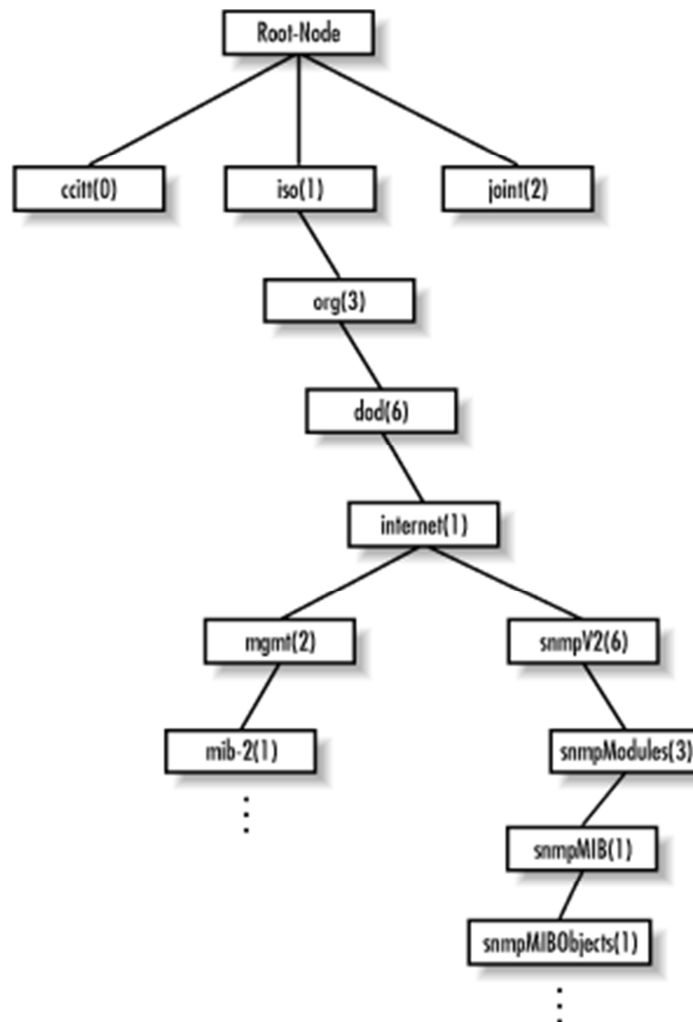 Root-Node
ccitt(0)
iso(1)
joint(2)
org(3)
dod(6)
internet(1)
mgmt(2)
snmpV2(6)
mib-2(1)
snmpModules(3)
snmpMIB(1)
snmpMIBObjects(1)